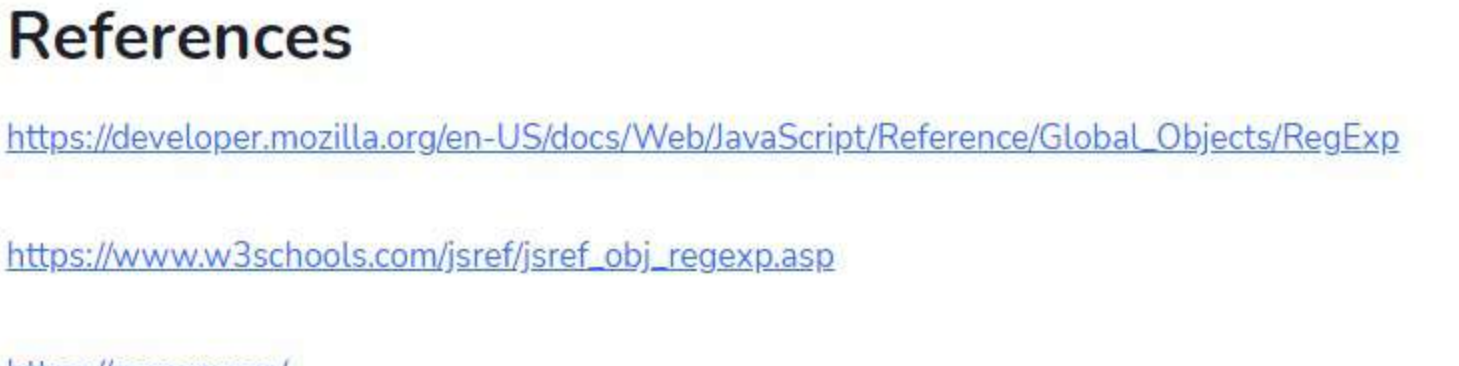 References
https://developer.mozilla.org/en-US/docs/Web/JavaScript/Reference/Global_Objects/RegExp
https://www.w3schools.com/jsref/jsref_obj_regexp.asp